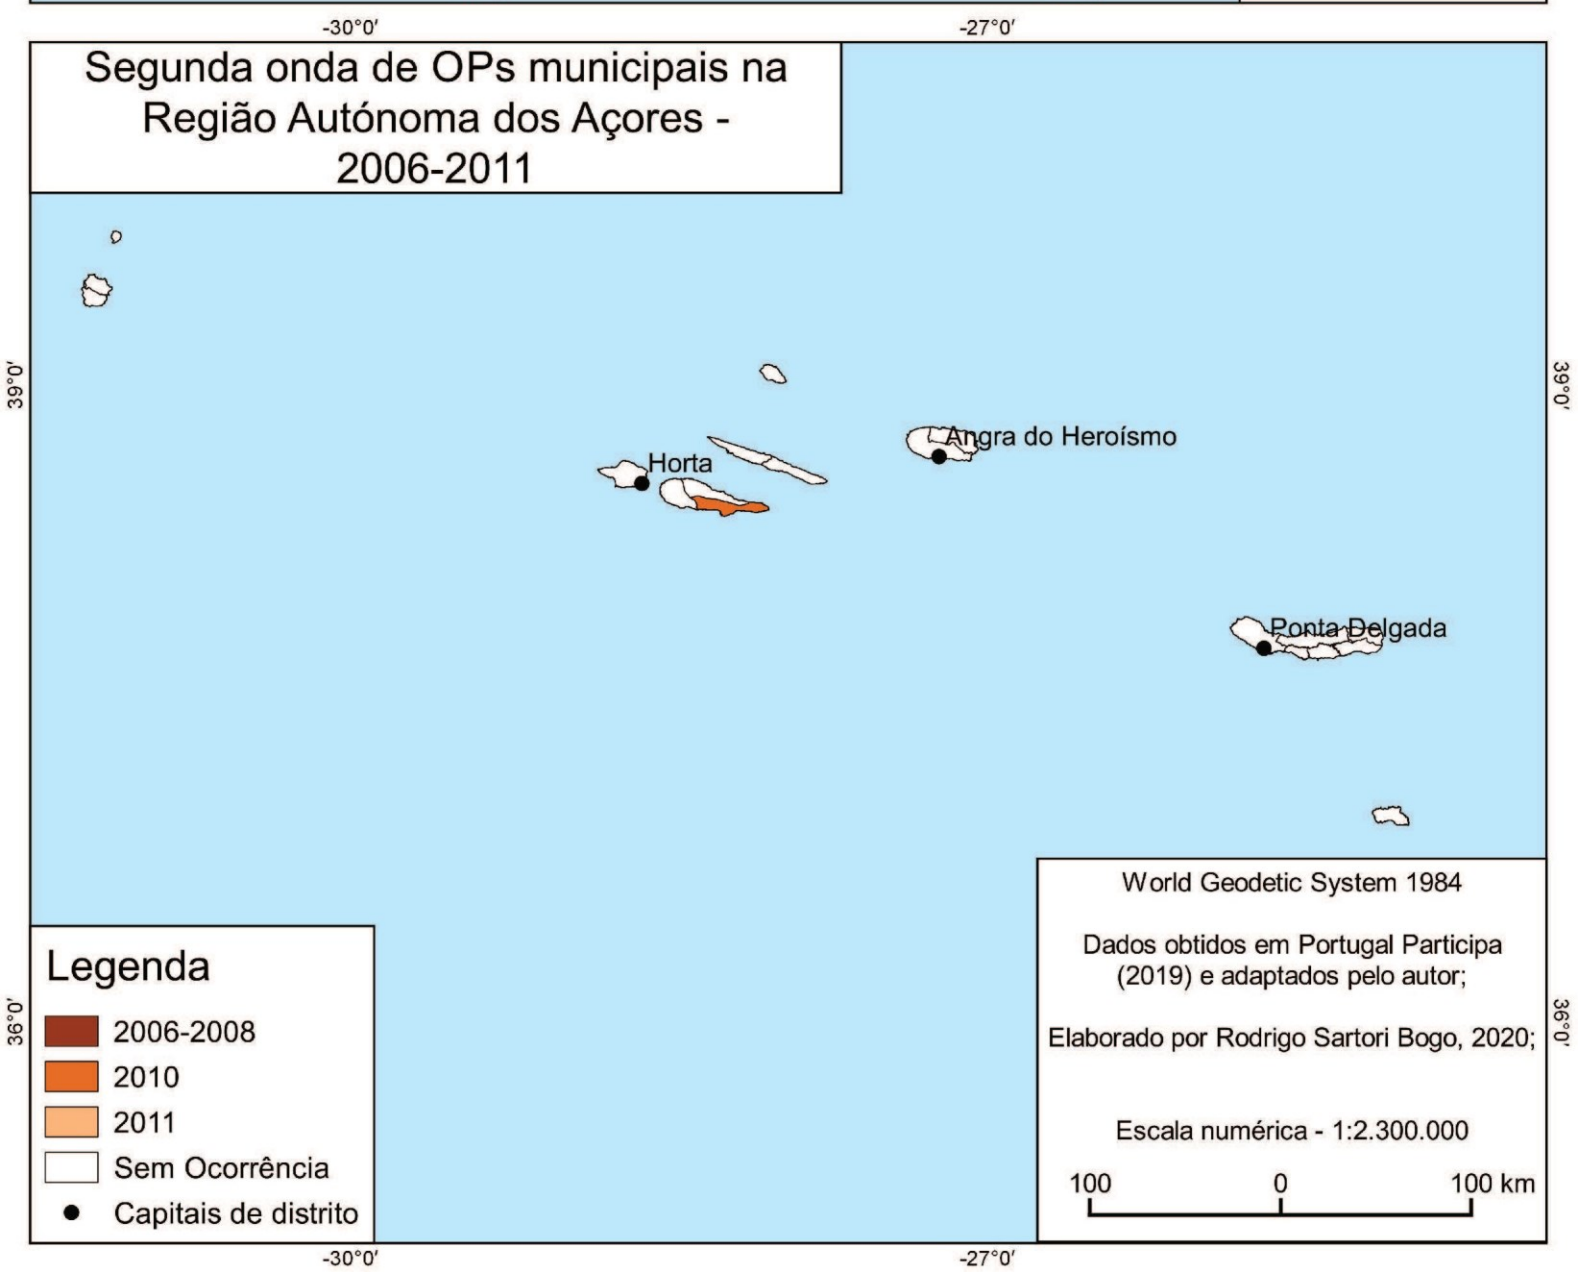 -30°0′
-27°0′
Segunda onda de OPs municipais na
Região Autónoma dos Açores -
2006-2011
39°0′
39°0′
Angra do Heroísmo
Horta
Ponta Delgada
World Geodetic System 1984
Dados obtidos em Portugal Participa
(2019) e adaptados pelo autor;
Elaborado por Rodrigo Sartori Bogo, 2020;
Escala numérica - 1:2.300.000
100 0 100 km
Legenda
2006-2008
2010
2011
Sem Ocorrência
Capitais de distrito
36°0′
36°0′
-30°0′
-27°0′